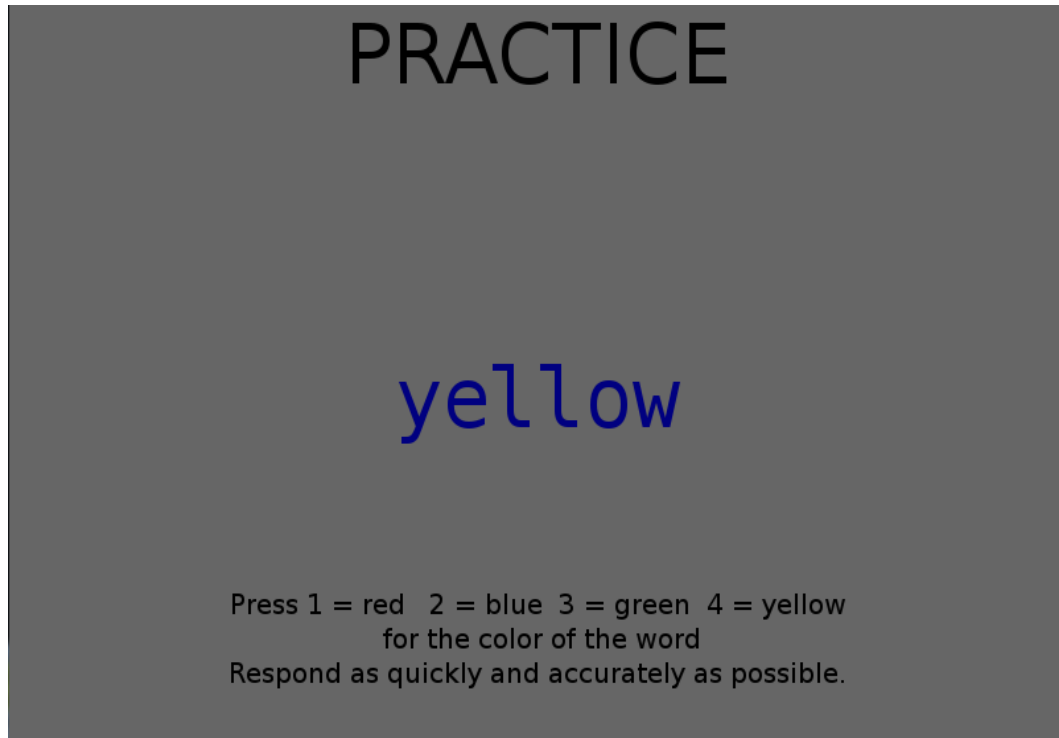 PRACTICE
yellow
Press 1 = red 2 = blue 3 = green 4 = yellow
for the color of the word
Respond as quickly and accurately as possible.